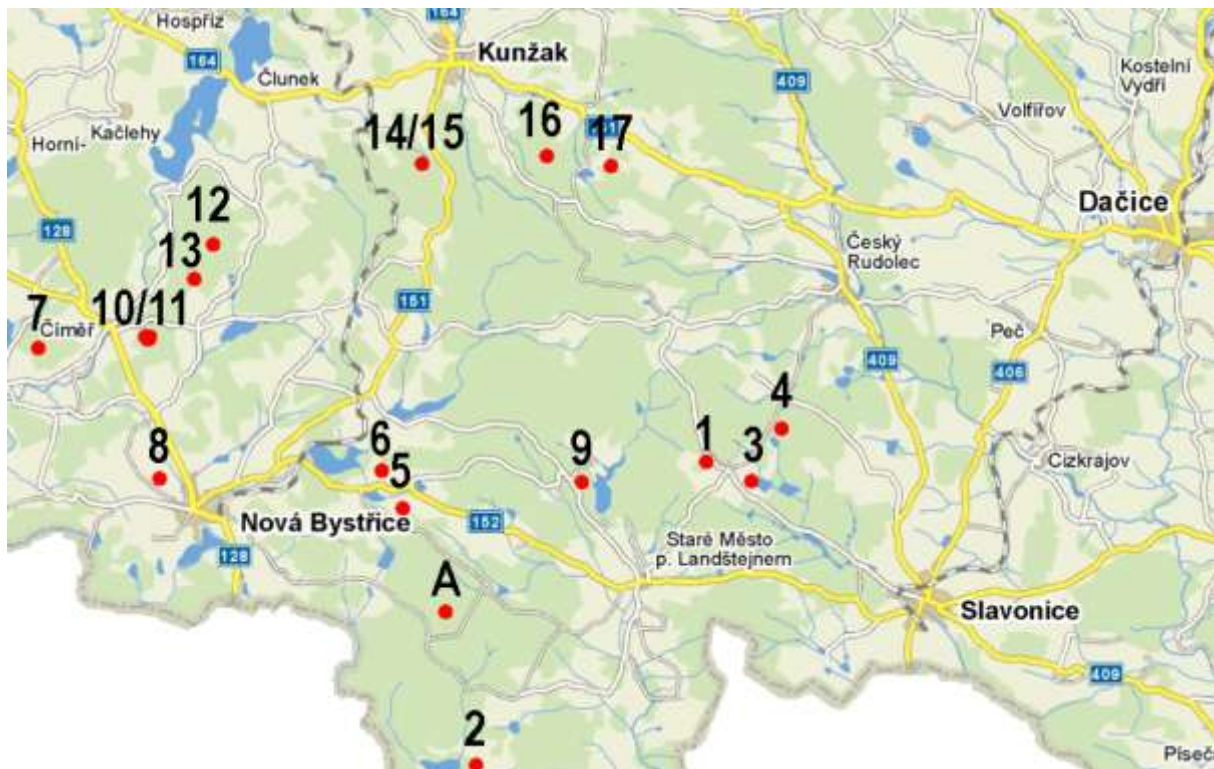 Hospříz
164
164
Kunžak
Člunek
409
Kostelní
Vydří
Volfířov
Kačlehy
Horní-
14/15
16
17
151
Dačice
12
128
13
Český
Rudolec
7
Číměř
10/11
151
Peč
409
406
4
8
6
5
9
1
3
Cizkrajov
Nová Bystřice
152
Staré Město
p. Landštejnem
128
A
Slavonice
409
2
Píseč